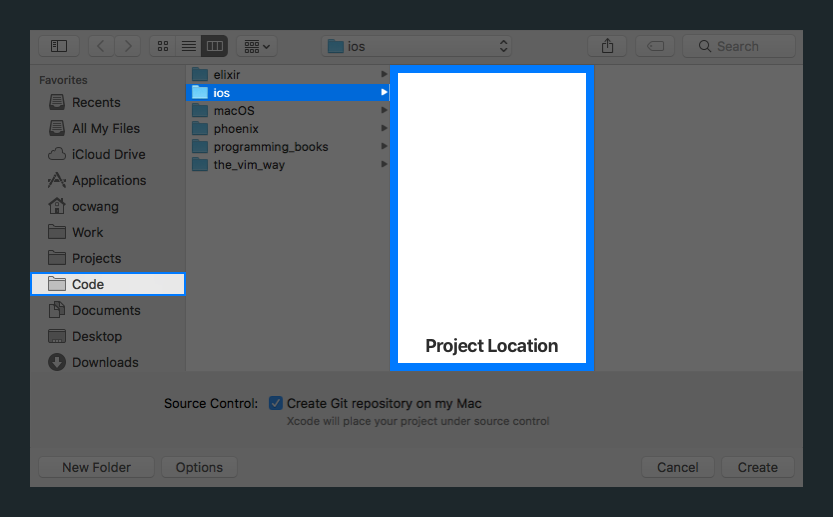 ios
Search
Favorites
Recents
All My Files
iCloud Drive
Applications
ocwang
Work
Projects
Code
Documents
Desktop
Downloads
elixir
ios
macOS
phoenix
programming_books
the_vim_way
Project Location
Source Control: Create Git repository on my Mac
Xcode will place your project under source control
New Folder Options Cancel Create